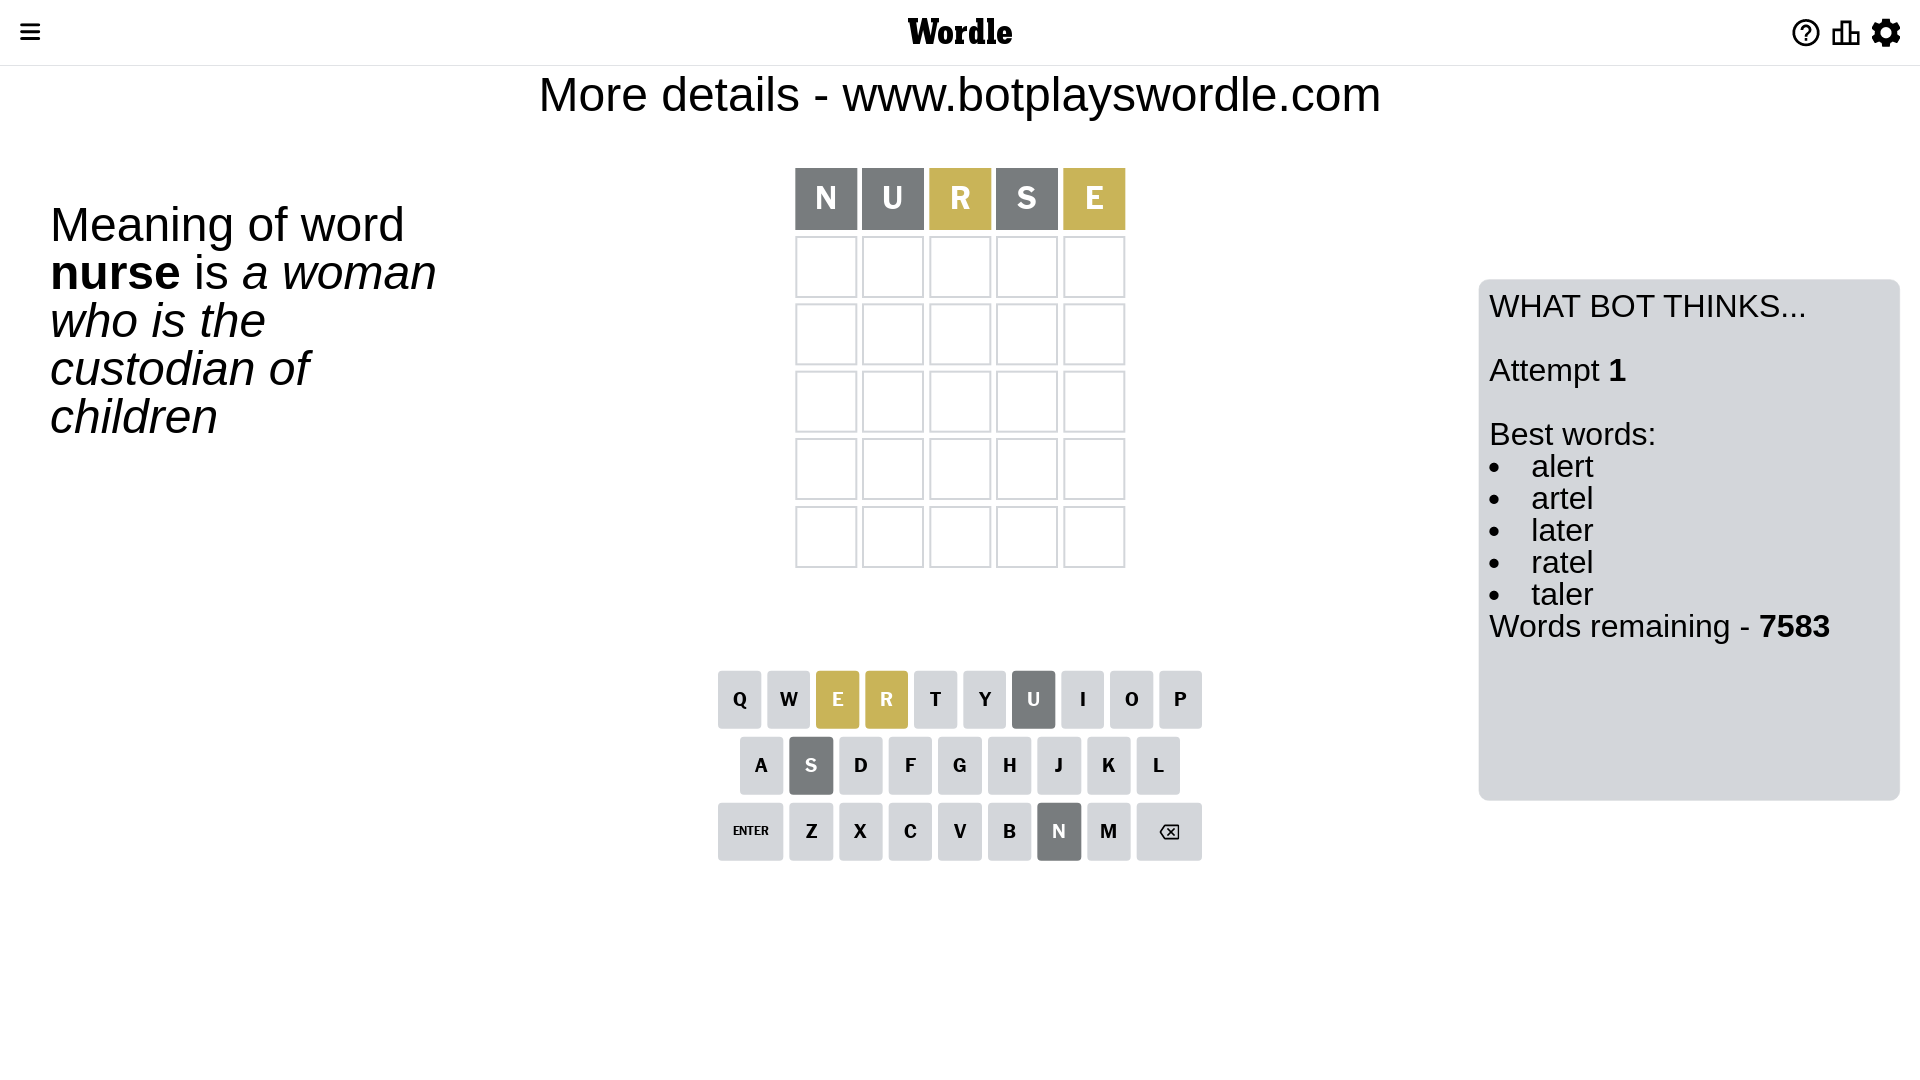 Wordle
More details - www.botplayswordle.com
Meaning of word
nurse is a woman
who is the
custodian of
children
N U R S E
WHAT BOT THINKS...
Attempt 1
Best words:
• alert
• artel
• later
• ratel
• taler
Words remaining - 7583
Q W E R T Y U I O P
A S D F G H J K L
ENTER Z X C V B N M